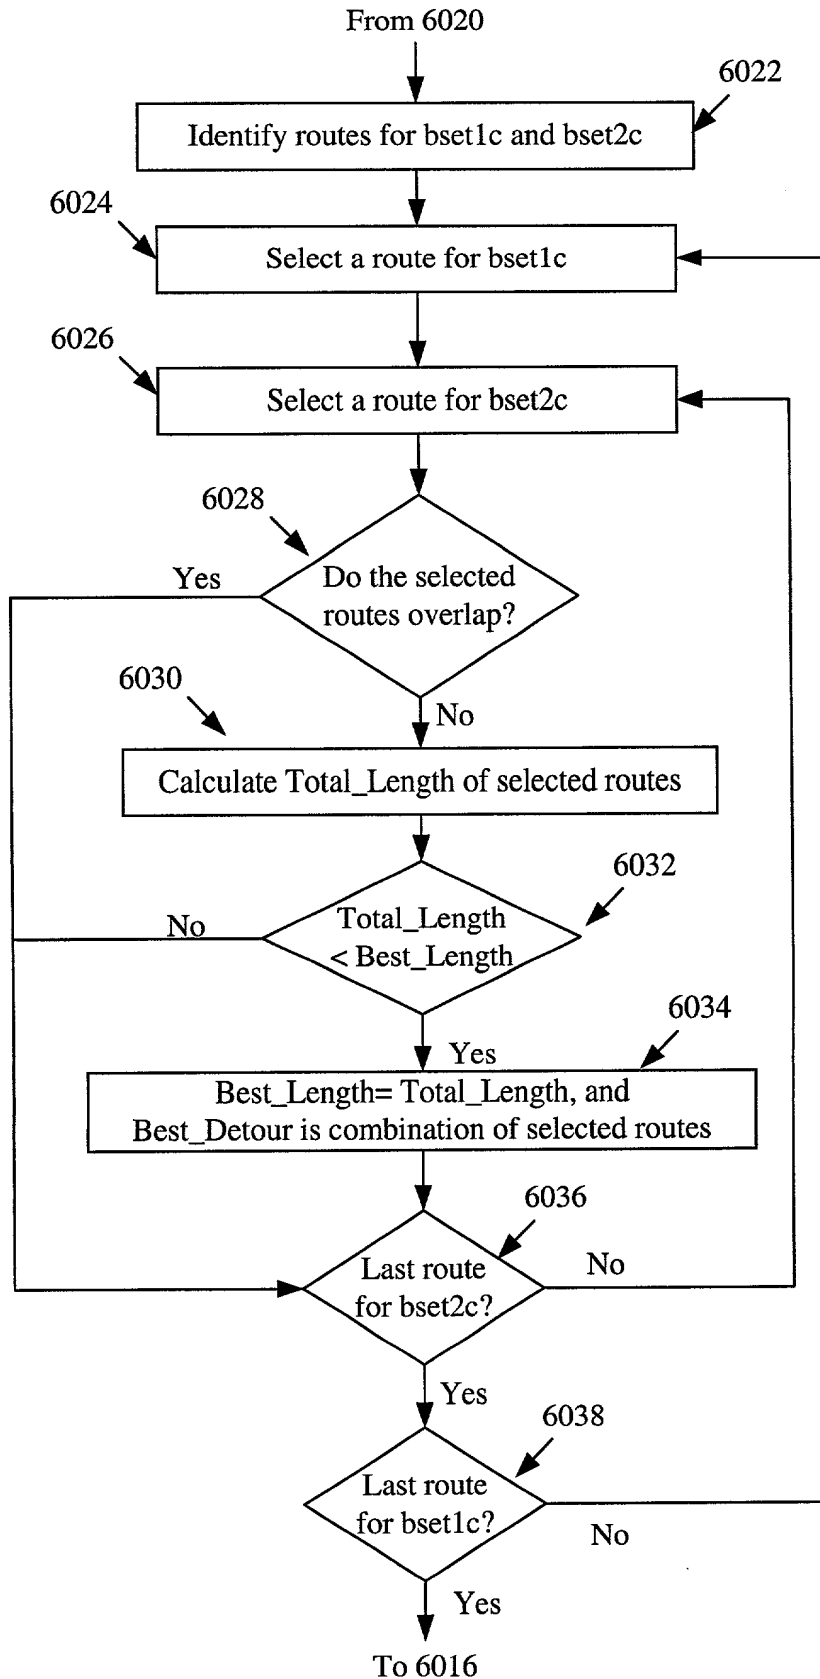 From 6020
6022
Identify routes for bset1c and bset2c
6024
Select a route for bset1c
6026
Select a route for bset2c
6028
Yes
Do the selected
routes overlap?
6030
No
Calculate Total_Length of selected routes
6032
Total_Length
< Best_Length
No
6034
Yes
Best_Length= Total_Length, and
Best_Detour is combination of selected routes
6036
Last route
for bset2c?
No
Yes
6038
Last route
for bset1c?
No
Yes
To 6016